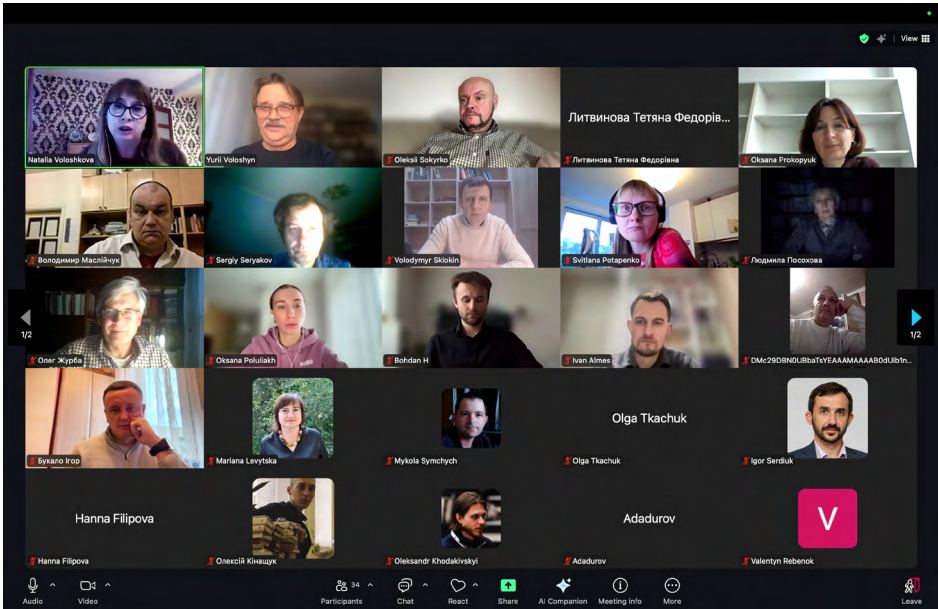 View
Natalia Voloshkova
Yurii Voloshyn
Oleksii Sokyrko
Литвинова Тетяна Федорів...
Литвинова Тетяна Федорівна
Oksana Prokopyuk
Володимир Маслійчук
Sergiy Seryakov
Volodymyr Sklokin
Svitlana Potapenko
Людмила Посохова
1/2
1/2
Олег Журба
Oksana Poluliakh
Bohdan H
Ivan Almes
Букало Ігор
Mariana Levytska
Mykola Symchych
Olga Tkachuk
Olga Tkachuk
Igor Serdiuk
Hanna Filipova
Hanna Filipova
Олексій Кінащук
Oleksandr Khodakivskyi
Adadurov
Adadurov
V
Valentyn Rebenok
Audio
Video
Participants
34
Chat
React
Share
AI Companion
Meeting info
More
Leave